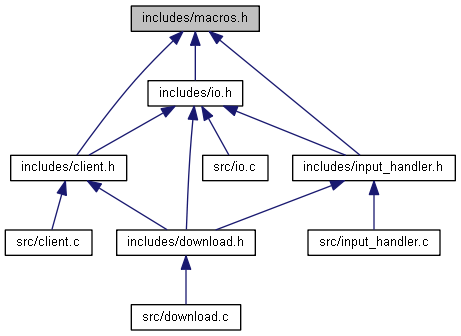 includes/macros.h
includes/io.h
includes/client.h
src/io.c
includes/input_handler.h
src/client.c
includes/download.h
src/input_handler.c
src/download.c